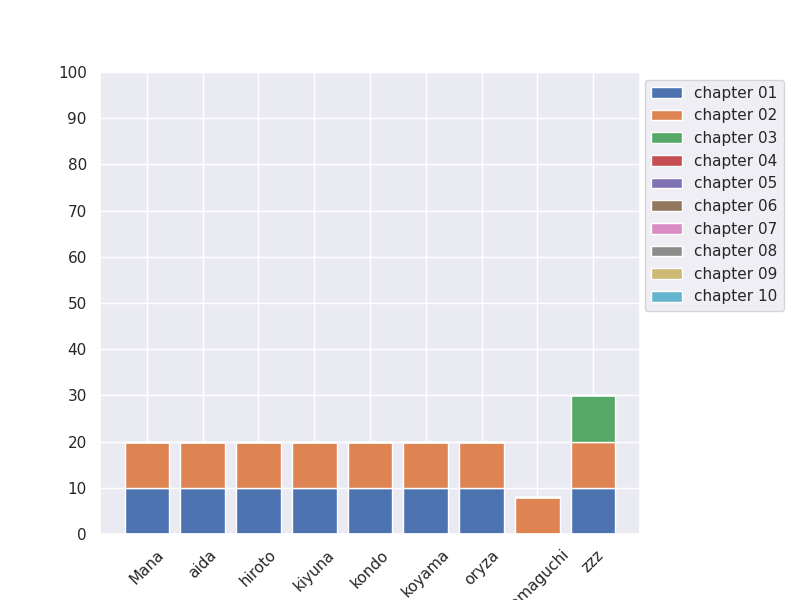 100
90
80
70
60
50
40
30
20
10
0
Mana
aida
hiroto
kiyuna
kondo
koyama
oryza
zzz
chapter 01
chapter 02
chapter 03
chapter 04
chapter 05
chapter 06
chapter 07
chapter 08
chapter 09
chapter 10